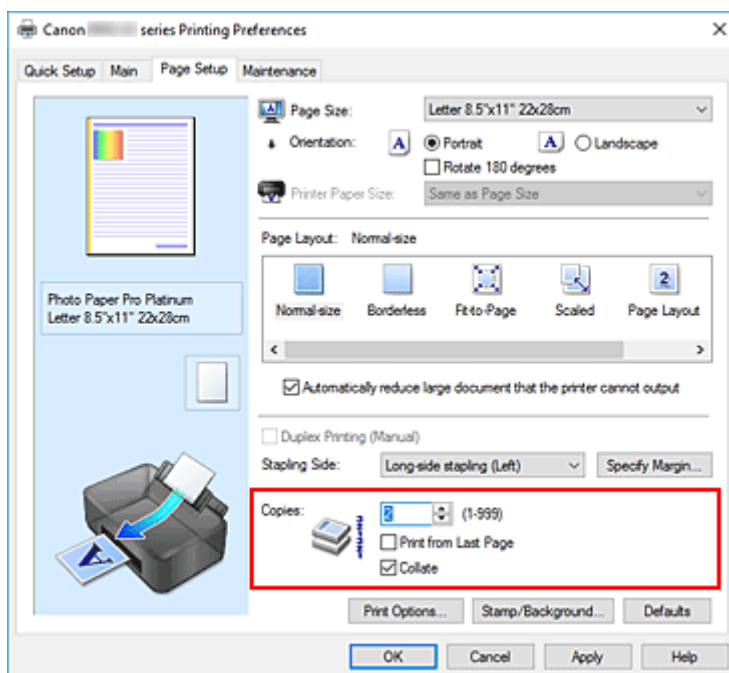 Canon series Printing Preferences
Quick Setup Main Page Setup Maintenance
Page Size: Letter 8.5"x11" 22x28cm
Orientation: A Portrait A Landscape
Rotate 180 degrees
Printer Paper Size: Same as Page Size
Page Layout: Normal-size
2
Normal-size Borderless Fit-to-Page Scaled Page Layout
Photo Paper Pro Platinum
Letter 8.5"x11" 22x28cm
Automatically reduce large document that the printer cannot output
Duplex Printing (Manual)
Stapling Side: Long-side stapling (Left) Specify Margin...
Copies: 2 (1-999)
Print from Last Page
Collate
A
Print Options... Stamp/Background... Defaults
OK Cancel Apply Help